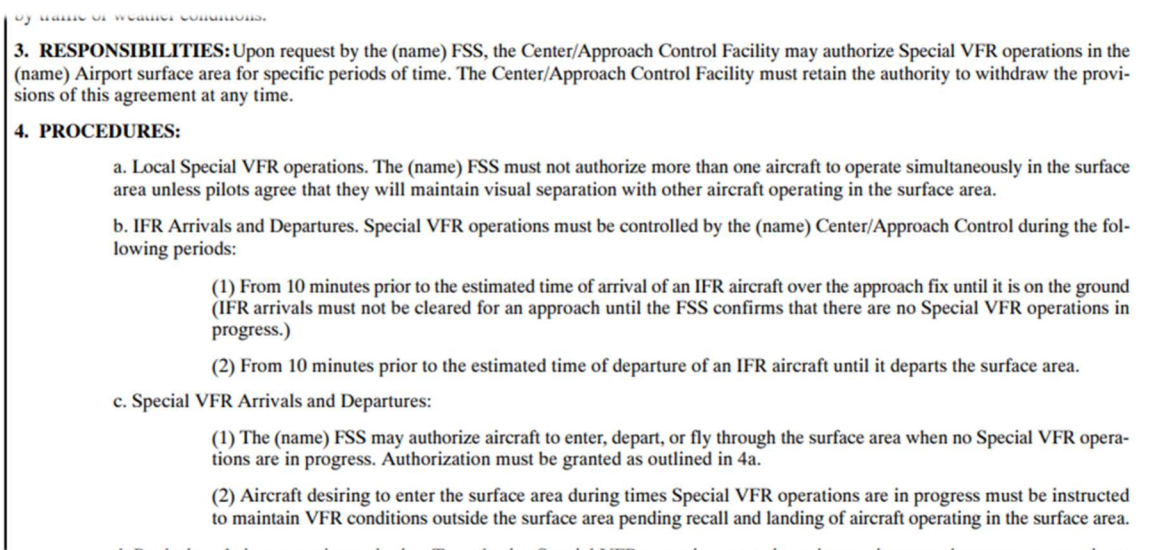 by traffic or weather conditions.
3. RESPONSIBILITIES: Upon request by the (name) FSS, the Center/Approach Control Facility may authorize Special VFR operations in the
(name) Airport surface area for specific periods of time. The Center/Approach Control Facility must retain the authority to withdraw the provi-
sions of this agreement at any time.
4. PROCEDURES:
a. Local Special VFR operations. The (name) FSS must not authorize more than one aircraft to operate simultaneously in the surface
area unless pilots agree that they will maintain visual separation with other aircraft operating in the surface area.
b. IFR Arrivals and Departures. Special VFR operations must be controlled by the (name) Center/Approach Control during the fol-
lowing periods:
(1) From 10 minutes prior to the estimated time of arrival of an IFR aircraft over the approach fix until it is on the ground
(IFR arrivals must not be cleared for an approach until the FSS confirms that there are no Special VFR operations in
progress.)
(2) From 10 minutes prior to the estimated time of departure of an IFR aircraft until it departs the surface area.
c. Special VFR Arrivals and Departures:
(1) The (name) FSS may authorize aircraft to enter, depart, or fly through the surface area when no Special VFR opera-
tions are in progress. Authorization must be granted as outlined in 4a.
(2) Aircraft desiring to enter the surface area during times Special VFR operations are in progress must be instructed
to maintain VFR conditions outside the surface area pending recall and landing of aircraft operating in the surface area.